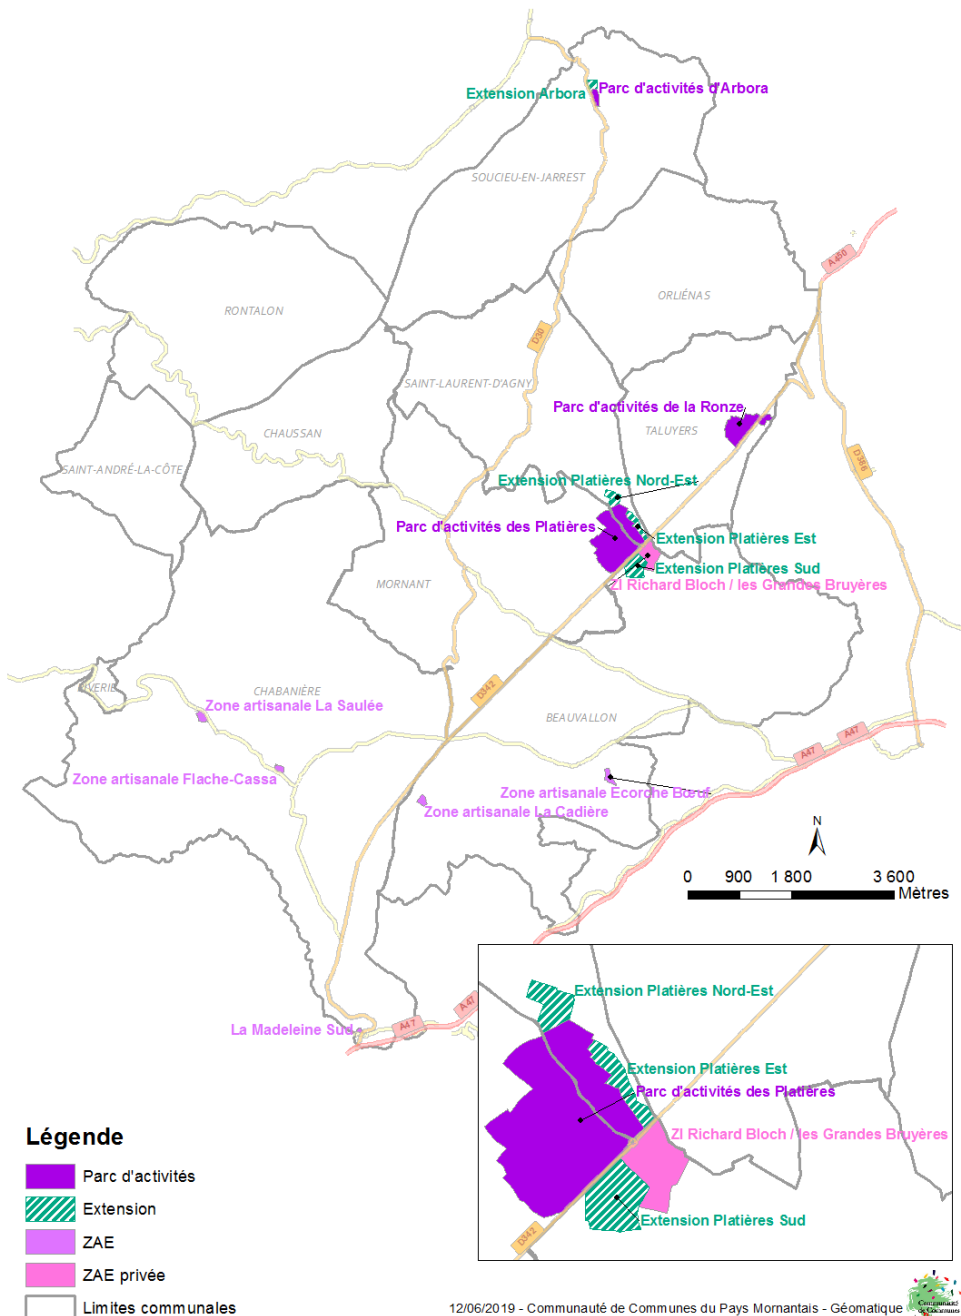 Extension Arbora
Parc d'activités d'Arbora
SOUCIEU-EN-JARREST
A450
ORLIÉNAS
RONTALON
D30
SAINT-LAURENT-D'AGNY
Parc d'activités de la Ronze
TALUYERS
CHAUSSAN
SAINT-ANDRÉ-LA-CÔTE
D386
Extension Platières Nord-Est
Parc d'activités des Platières
Extension Platières Est
Extension Platières Sud
MORNANT
ZI Richard Bloch / les Grandes Bruyères
RIVERIE
CHABANIÈRE
D342
Zone artisanale La Saulée
BEAUVALLON
A47
A47
Zone artisanale Flache-Cassa
Zone artisanale Ecorche Bœuf
Zone artisanale La Cadière
N
0 900 1 800 3 600
Mètres
Extension Platières Nord-Est
A47
La Madeleine Sud
A47
Extension Platières Est
Parc d'activités des Platières
ZI Richard Bloch / les Grandes Bruyères
Extension Platières Sud
D342
Légende
Parc d'activités
Extension
ZAE
ZAE privée
Limites communales
12/06/2019 - Communauté de Communes du Pays Mornantais - Géomatique
Communauté
de Communes